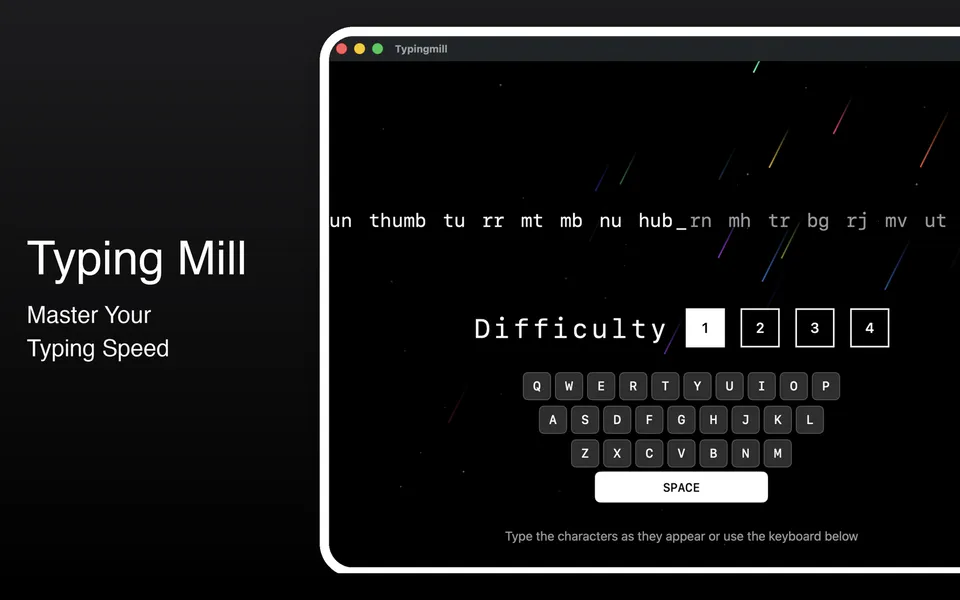 Typing Mill
Master Your
Typing Speed
Typingmill
un thumb tu rr mt mb nu hub_rn mh tr bg rj mv ut
Difficulty 1 2 3 4
Q W E R T Y U I O P
A S D F G H J K L
Z X C V B N M
SPACE
Type the characters as they appear or use the keyboard below